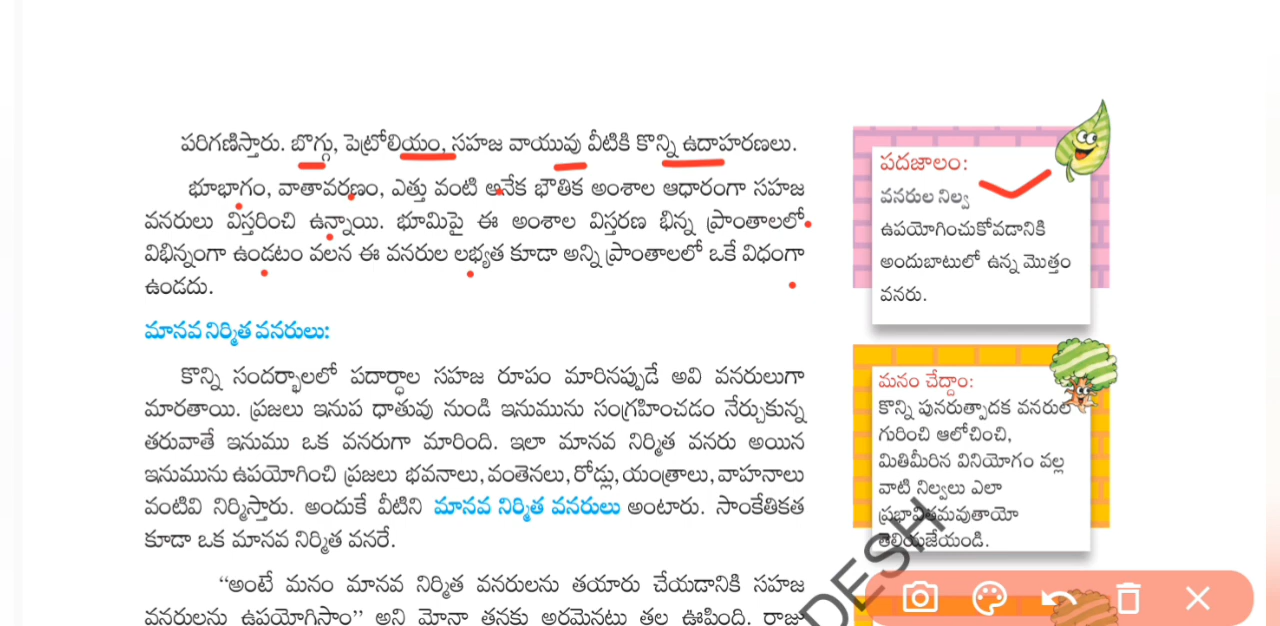 పరిగణిస్తారు. బొగ్గు, పెట్రోలియం, సహజ వాయువు వీటికి కొన్ని ఉదాహరణలు.
భూభాగం, వాతావరణం, ఎత్తు వంటి అనేక భౌతిక అంశాల ఆధారంగా సహజ
వనరులు విస్తరించి ఉన్నాయి. భూమిపై ఈ అంశాల విస్తరణ భిన్న ప్రాంతాలలో
విభిన్నంగా ఉండటం వలన ఈ వనరుల లభ్యత కూడా అన్ని ప్రాంతాలలో ఒకే విధంగా
ఉండదు.
మానవ నిర్మిత వనరులు:
కొన్ని సందర్భాలలో పదార్థాల సహజ రూపం మారినప్పుడే అవి వనరులుగా
మారతాయి. ప్రజలు ఇనుప ధాతువు నుండి ఇనుమును సంగ్రహించడం నేర్చుకున్న
తరువాతే ఇనుము ఒక వనరుగా మారింది. ఇలా మానవ నిర్మిత వనరు అయిన
ఇనుమును ఉపయోగించి ప్రజలు భవనాలు, వంతెనలు, రోడ్లు, యంత్రాలు, వాహనాలు
వంటివి నిర్మిస్తారు. అందుకే వీటిని మానవ నిర్మిత వనరులు అంటారు. సాంకేతికత
కూడా ఒక మానవ నిర్మిత వనరే.
“అంటే మనం మానవ నిర్మిత వనరులను తయారు చేయడానికి సహజ
వనరులను ఉపయోగిస్తాం” అని మోనా తనకు అర్థమైనట్లు తల ఊపింది. రాజు
పదజాలం:
వనరుల నిల్వ
ఉపయోగించుకోవడానికి
అందుబాటులో ఉన్న మొత్తం
వనరు.
మనం చేద్దాం:
కొన్ని పునరుత్పాదక వనరుల
గురించి ఆలోచించి,
మితిమీరిన వినియోగం వల్ల
వాటి నిల్వలు ఎలా
ప్రభావితమవుతాయో
తెలియజేయండి.
DESH